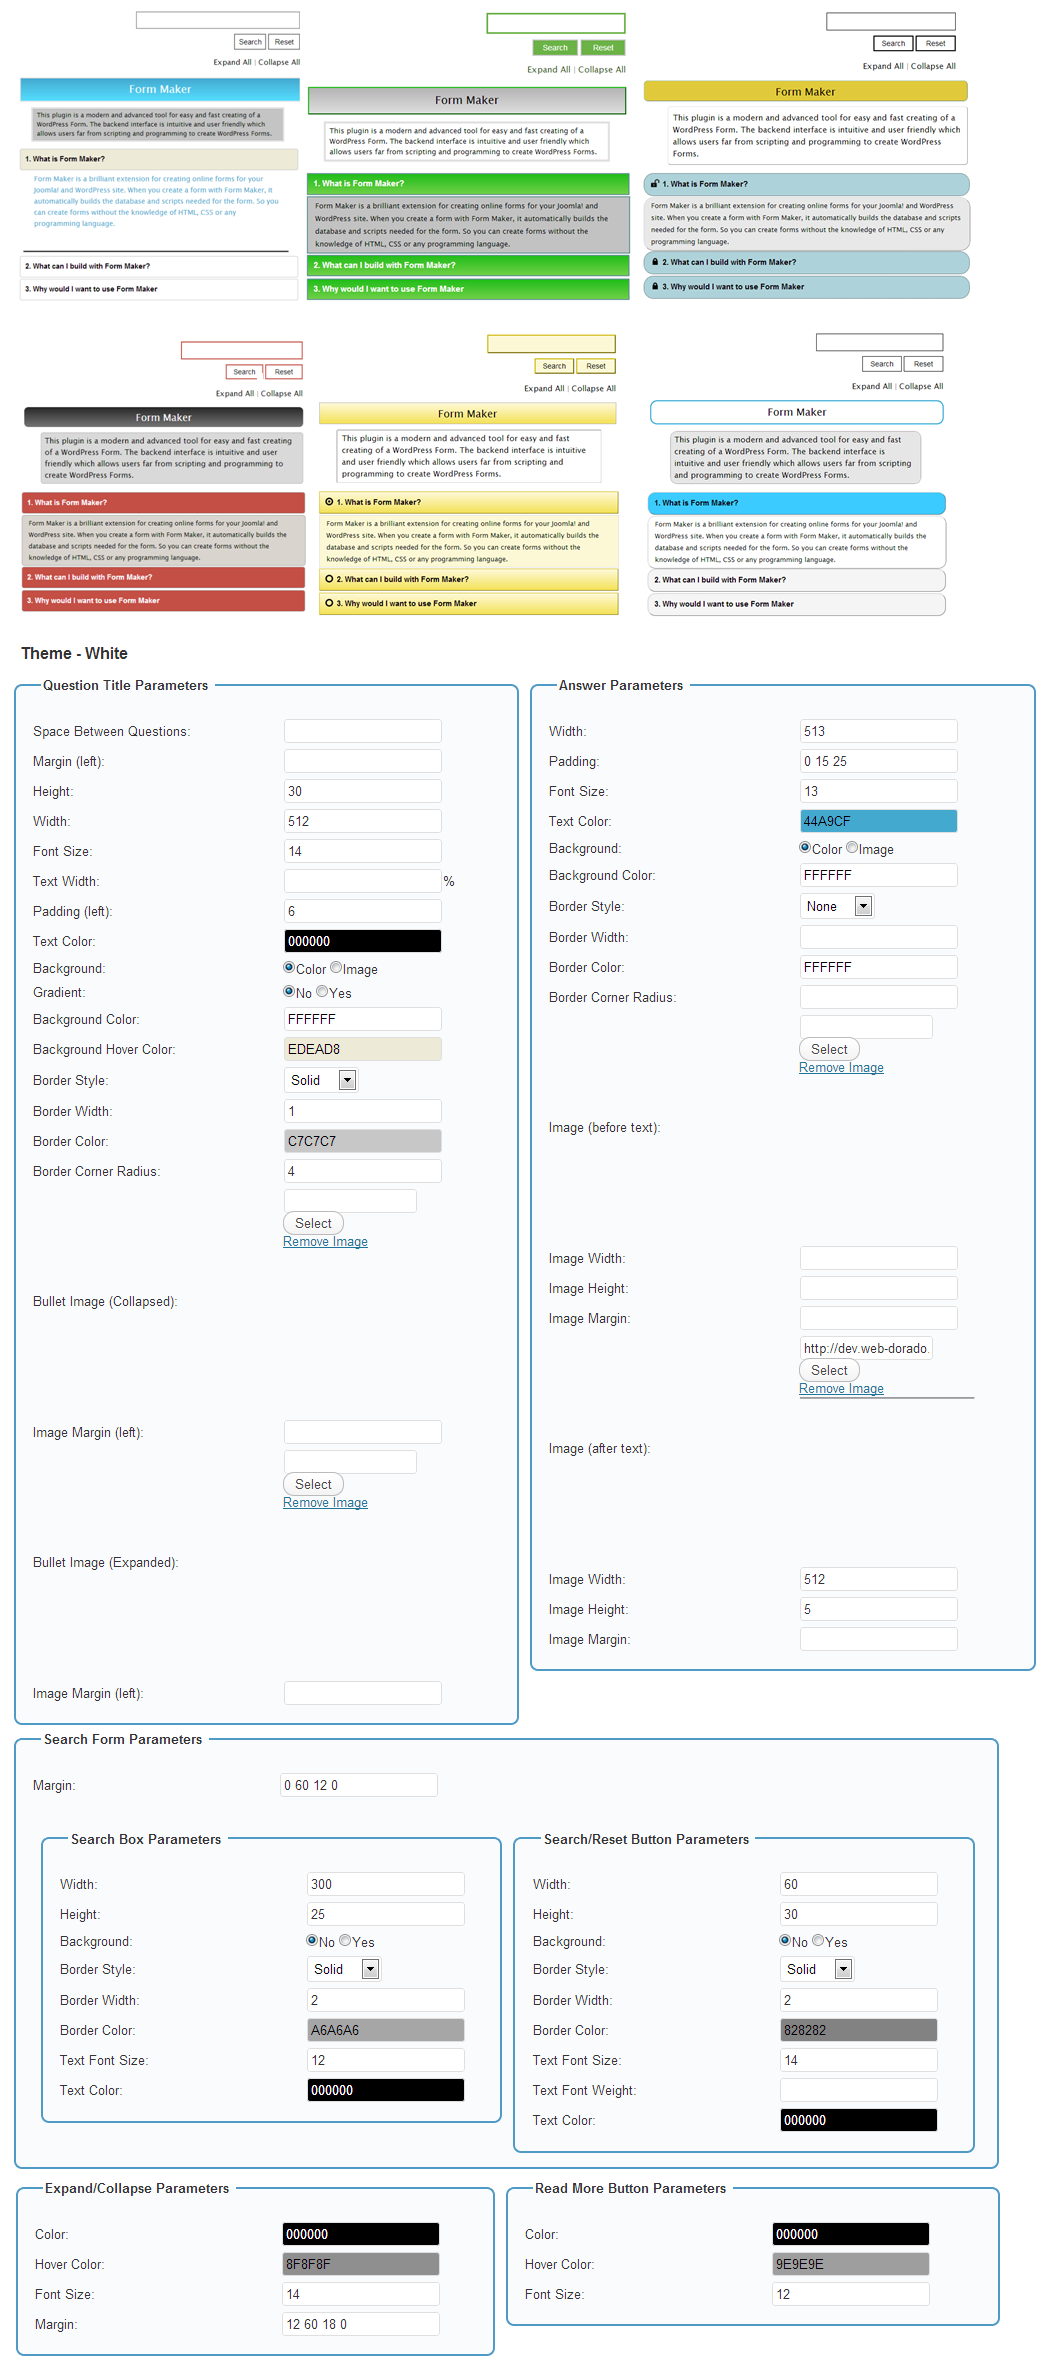 Search Reset
Expand All | Collapse All
Form Maker
This plugin is a modern and advanced tool for easy and fast creating of a
WordPress Form. The backend interface is intuitive and user friendly which
allows users far from scripting and programming to create WordPress Forms.
1. What is Form Maker?
Form Maker is a brilliant extension for creating online forms for your
Joomla! and WordPress site. When you create a form with Form Maker, it
automatically builds the database and scripts needed for the form. So you
can create forms without the knowledge of HTML, CSS or any
programming language.
2. What can I build with Form Maker?
3. Why would I want to use Form Maker
Search Reset
Expand All | Collapse All
Form Maker
This plugin is a modern and advanced tool for easy and fast creating of a
WordPress Form. The backend interface is intuitive and user friendly which
allows users far from scripting and programming to create WordPress Forms.
1. What is Form Maker?
Form Maker is a brilliant extension for creating online forms for your Joomla! and
WordPress site. When you create a form with Form Maker, it automatically builds the
database and scripts needed for the form. So you can create forms without the
knowledge of HTML, CSS or any programming language.
2. What can I build with Form Maker?
3. Why would I want to use Form Maker
Search Reset
Expand All | Collapse All
Form Maker
This plugin is a modern and advanced tool for easy and fast creating of a
WordPress Form. The backend interface is intuitive and user friendly which
allows users far from scripting and programming to create WordPress
Forms.
1. What is Form Maker?
Form Maker is a brilliant extension for creating online forms for your Joomla! and WordPress
site. When you create a form with Form Maker, it automatically builds the database and scripts
needed for the form. So you can create forms without the knowledge of HTML, CSS or any
programming language.
2. What can I build with Form Maker?
3. Why would I want to use Form Maker
Search Reset
Expand All | Collapse All
Form Maker
This plugin is a modern and advanced tool for easy and fast creating
of a WordPress Form. The backend interface is intuitive and user
friendly which allows users far from scripting and programming to
create WordPress Forms.
1. What is Form Maker?
Form Maker is a brilliant extension for creating online forms for your Joomla! and
WordPress site. When you create a form with Form Maker, it automatically builds the
database and scripts needed for the form. So you can create forms without the
knowledge of HTML, CSS or any programming language.
2. What can I build with Form Maker?
3. Why would I want to use Form Maker
Search Reset
Expand All | Collapse All
Form Maker
This plugin is a modern and advanced tool for easy and fast
creating of a WordPress Form. The backend interface is intuitive
and user friendly which allows users far from scripting and
programming to create WordPress Forms.
1. What is Form Maker?
Form Maker is a brilliant extension for creating online forms for your Joomla! and
WordPress site. When you create a form with Form Maker, it automatically builds the
database and scripts needed for the form. So you can create forms without the
knowledge of HTML, CSS or any programming language.
2. What can I build with Form Maker?
3. Why would I want to use Form Maker
Search Reset
Expand All | Collapse All
Form Maker
This plugin is a modern and advanced tool for easy and fast
creating of a WordPress Form. The backend interface is
intuitive and user friendly which allows users far from
scripting and programming to create WordPress Forms.
1. What is Form Maker?
Form Maker is a brilliant extension for creating online forms for your Joomla! and
WordPress site. When you create a form with Form Maker, it automatically builds the
database and scripts needed for the form. So you can create forms without the
knowledge of HTML, CSS or any programming language.
2. What can I build with Form Maker?
3. Why would I want to use Form Maker
Theme - White
Question Title Parameters
Space Between Questions:
Margin (left):
Height: 30
Width: 512
Font Size: 14
Text Width: %
Padding (left): 6
Text Color: 000000
Background: Color Image
Gradient: No Yes
Background Color: FFFFFF
Background Hover Color: EDEAD8
Border Style: Solid
Border Width: 1
Border Color: C7C7C7
Border Corner Radius: 4
Select
Remove Image
Bullet Image (Collapsed):
Image Margin (left):
Select
Remove Image
Bullet Image (Expanded):
Image Margin (left):
Answer Parameters
Width: 513
Padding: 0 15 25
Font Size: 13
Text Color: 44A9CF
Background: Color Image
Background Color: FFFFFF
Border Style: None
Border Width:
Border Color: FFFFFF
Border Corner Radius:
Select
Remove Image
Image (before text):
Image Width:
Image Height:
Image Margin:
http://dev.web-dorado.
Select
Remove Image
Image (after text):
Image Width: 512
Image Height: 5
Image Margin:
Search Form Parameters
Margin: 0 60 12 0
Search Box Parameters
Width: 300
Height: 25
Background: No Yes
Border Style: Solid
Border Width: 2
Border Color: A6A6A6
Text Font Size: 12
Text Color: 000000
Search/Reset Button Parameters
Width: 60
Height: 30
Background: No Yes
Border Style: Solid
Border Width: 2
Border Color: 828282
Text Font Size: 14
Text Font Weight:
Text Color: 000000
Expand/Collapse Parameters
Color: 000000
Hover Color: 8F8F8F
Font Size: 14
Margin: 12 60 18 0
Read More Button Parameters
Color: 000000
Hover Color: 9E9E9E
Font Size: 12